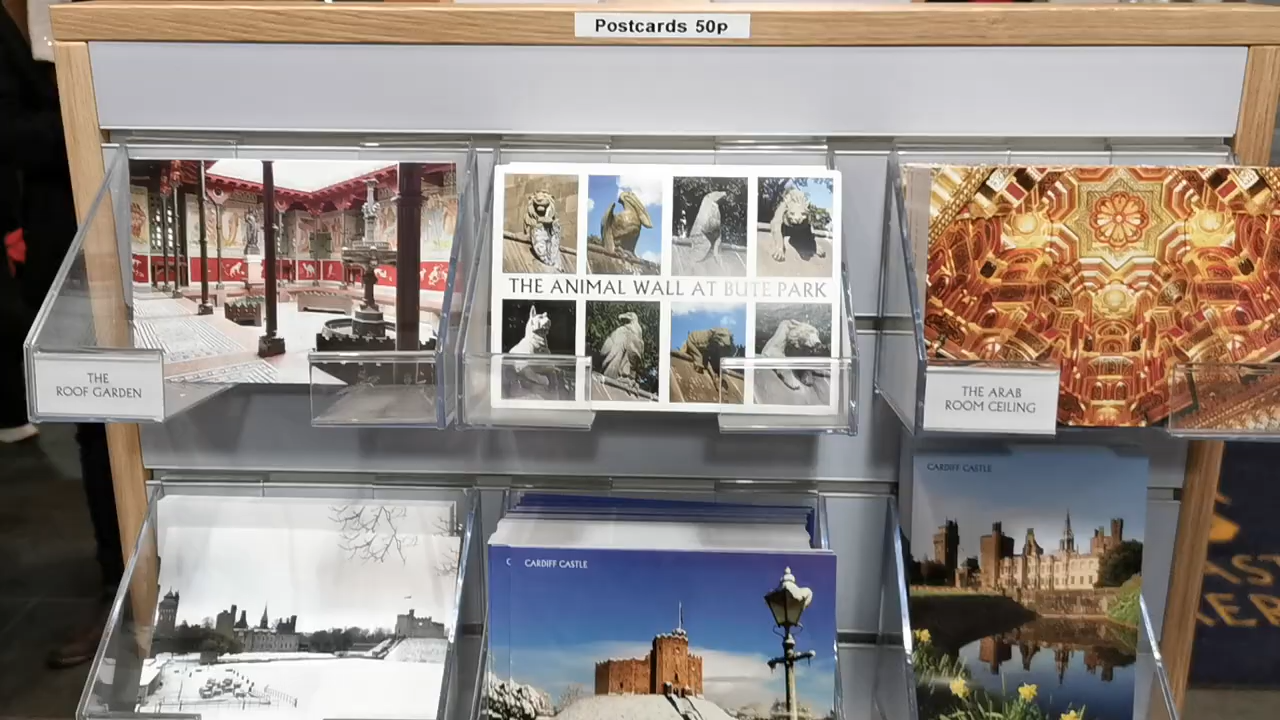 Postcards 50p
THE ANIMAL WALL AT BUTE PARK
THE
ROOF GARDEN
THE ARAB
ROOM CEILING
CARDIFF CASTLE
CARDIFF CASTLE